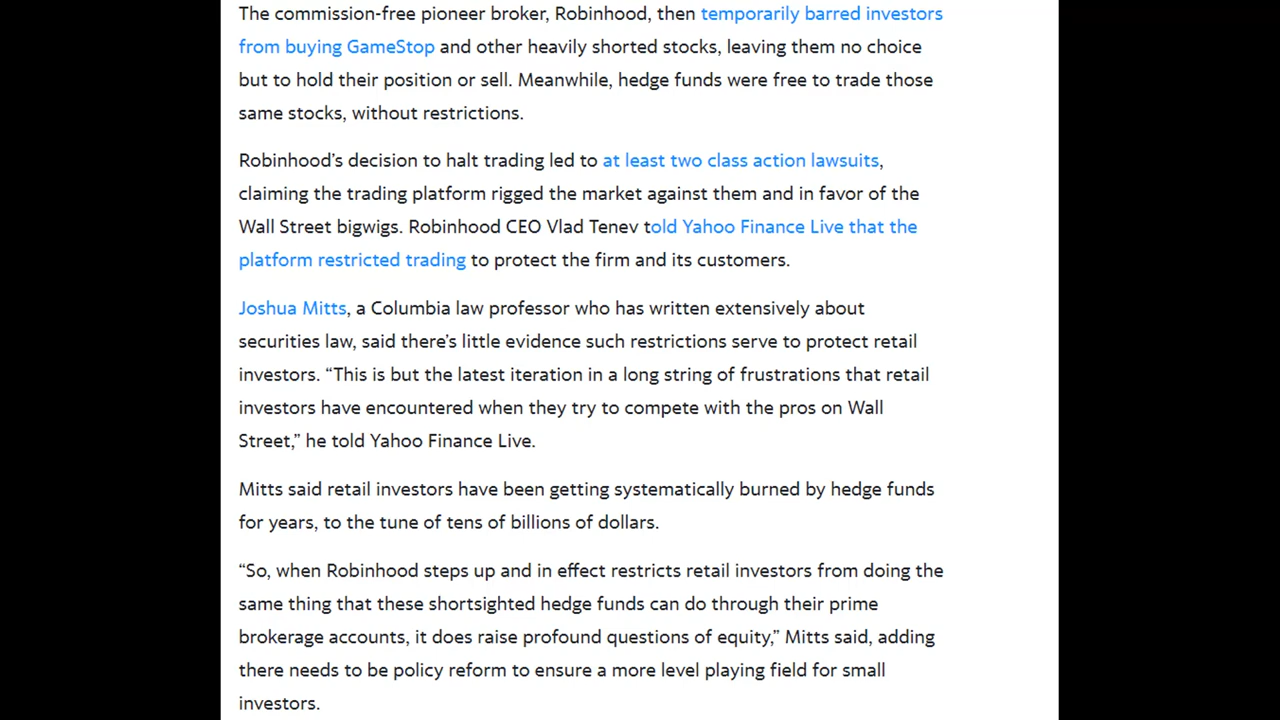 The commission-free pioneer broker, Robinhood, then temporarily barred investors
from buying GameStop and other heavily shorted stocks, leaving them no choice
but to hold their position or sell. Meanwhile, hedge funds were free to trade those
same stocks, without restrictions.
Robinhood’s decision to halt trading led to at least two class action lawsuits,
claiming the trading platform rigged the market against them and in favor of the
Wall Street bigwigs. Robinhood CEO Vlad Tenev told Yahoo Finance Live that the
platform restricted trading to protect the firm and its customers.
Joshua Mitts, a Columbia law professor who has written extensively about
securities law, said there’s little evidence such restrictions serve to protect retail
investors. “This is but the latest iteration in a long string of frustrations that retail
investors have encountered when they try to compete with the pros on Wall
Street,” he told Yahoo Finance Live.
Mitts said retail investors have been getting systematically burned by hedge funds
for years, to the tune of tens of billions of dollars.
“So, when Robinhood steps up and in effect restricts retail investors from doing the
same thing that these shortsighted hedge funds can do through their prime
brokerage accounts, it does raise profound questions of equity,” Mitts said, adding
there needs to be policy reform to ensure a more level playing field for small
investors.